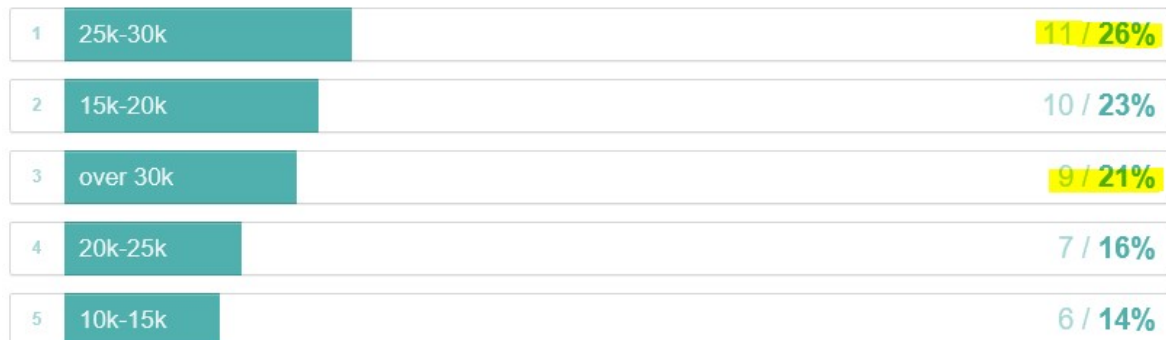 1 25k-30k 11 / 26%
2 15k-20k 10 / 23%
3 over 30k 9 / 21%
4 20k-25k 7 / 16%
5 10k-15k 6 / 14%